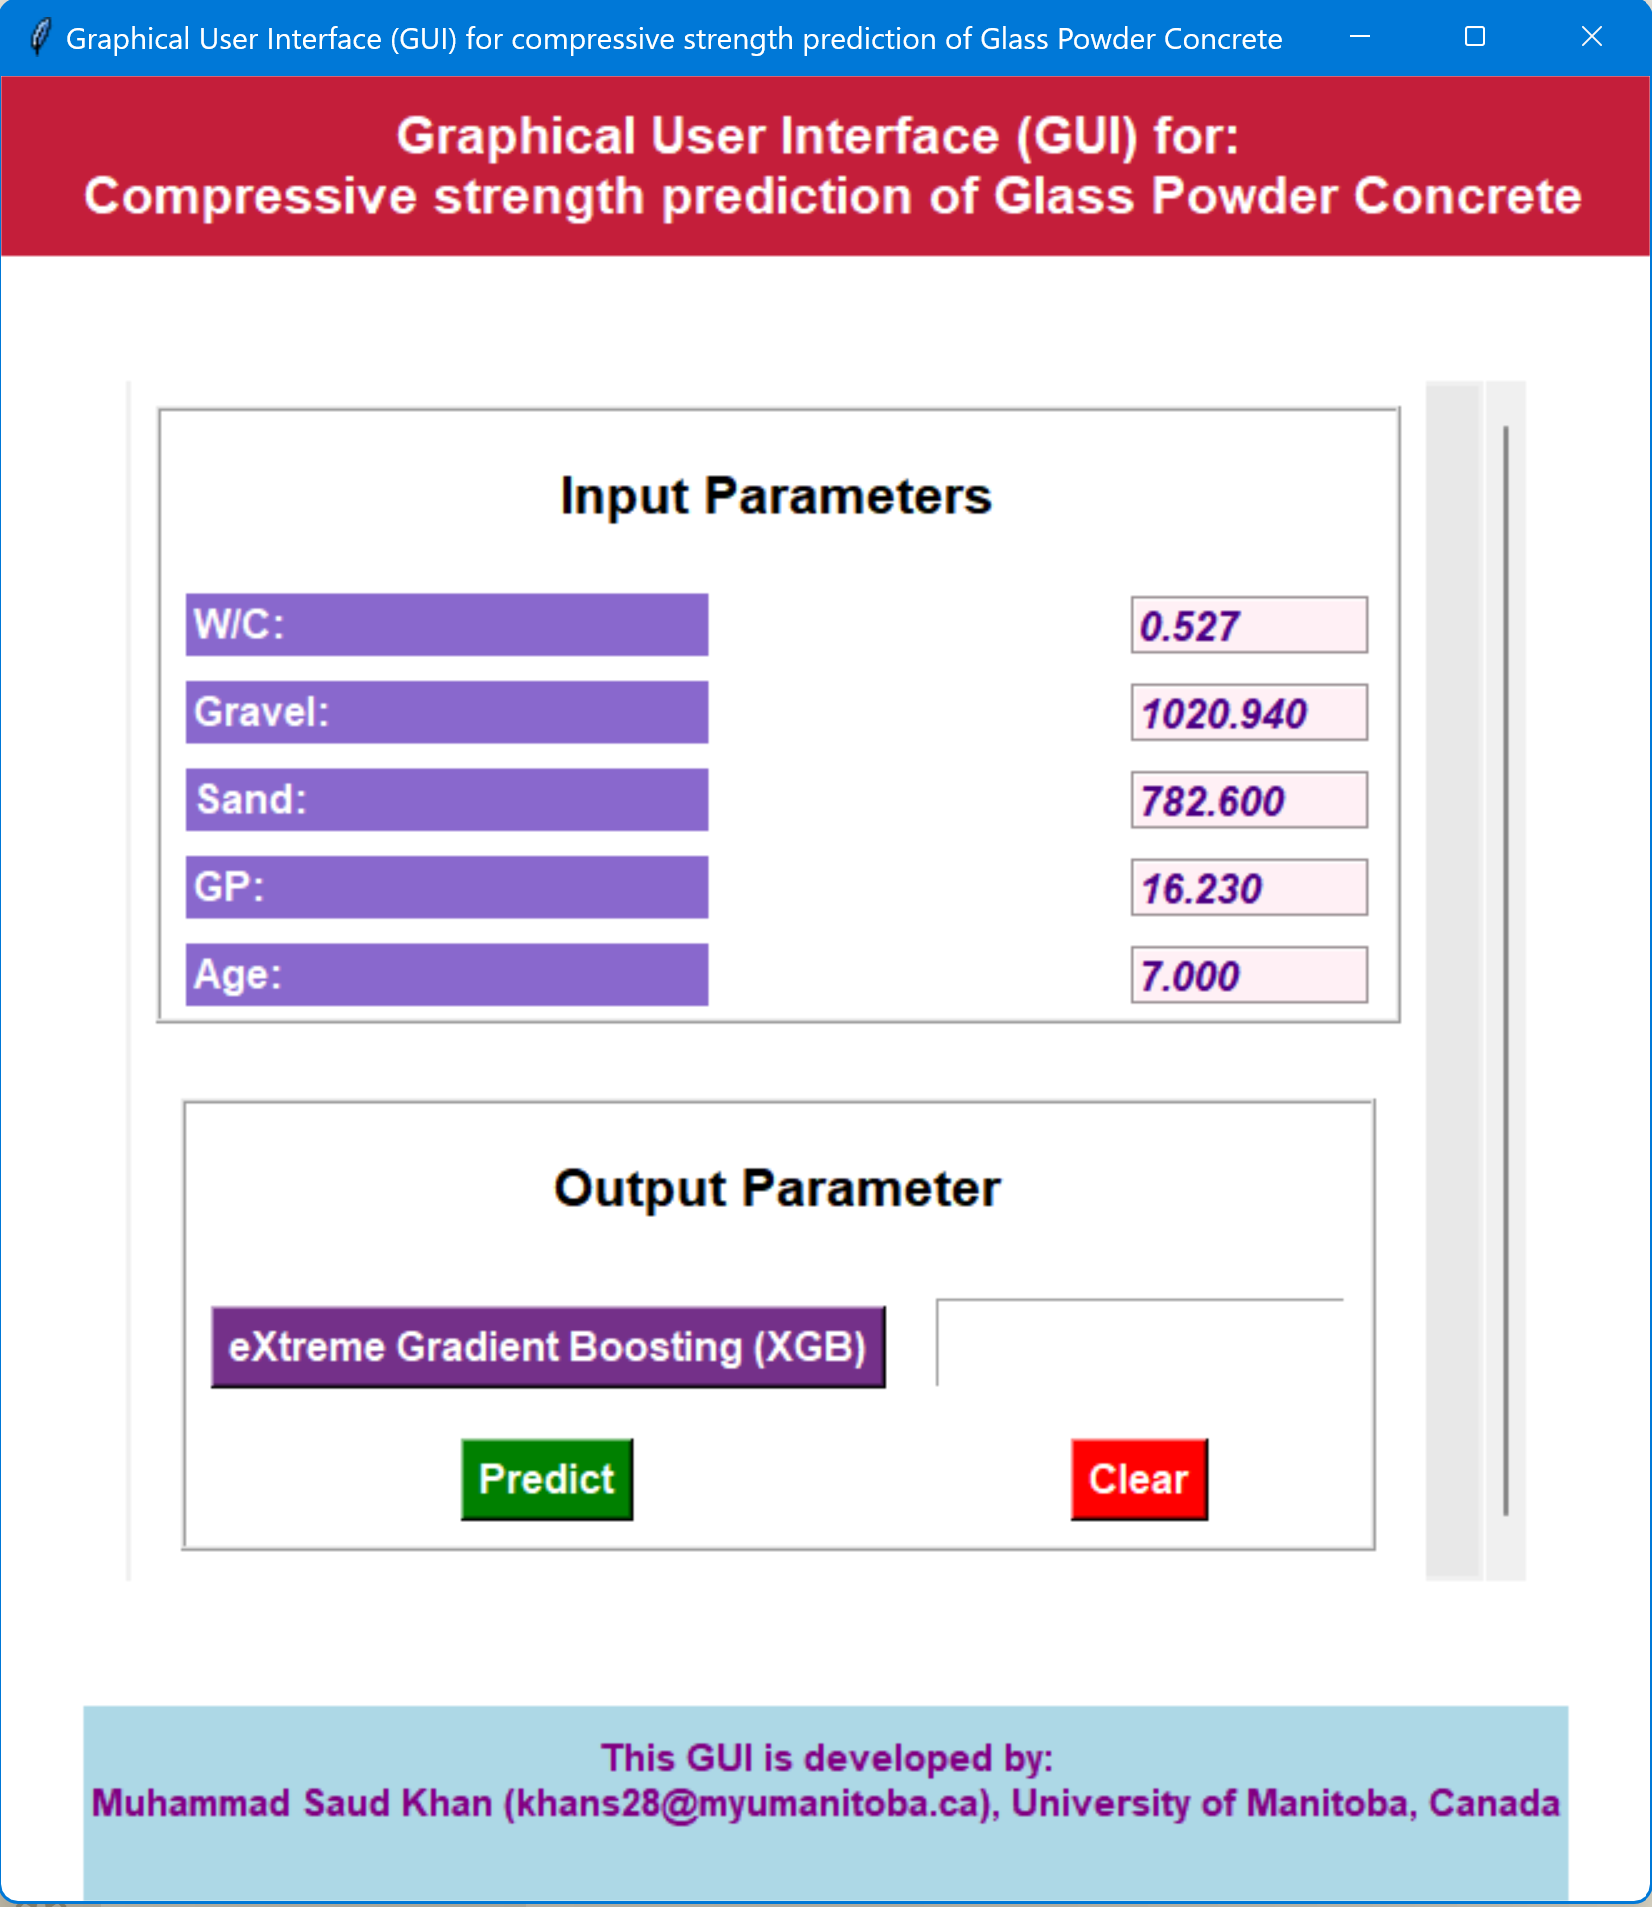 Graphical User Interface (GUI) for compressive strength prediction of Glass Powder Concrete
Graphical User Interface (GUI) for:
Compressive strength prediction of Glass Powder Concrete
Input Parameters
W/C: 0.527
Gravel: 1020.940
Sand: 782.600
GP: 16.230
Age: 7.000
Output Parameter
eXtreme Gradient Boosting (XGB)
Predict Clear
This GUI is developed by:
Muhammad Saud Khan (khans28@myumanitoba.ca), University of Manitoba, Canada